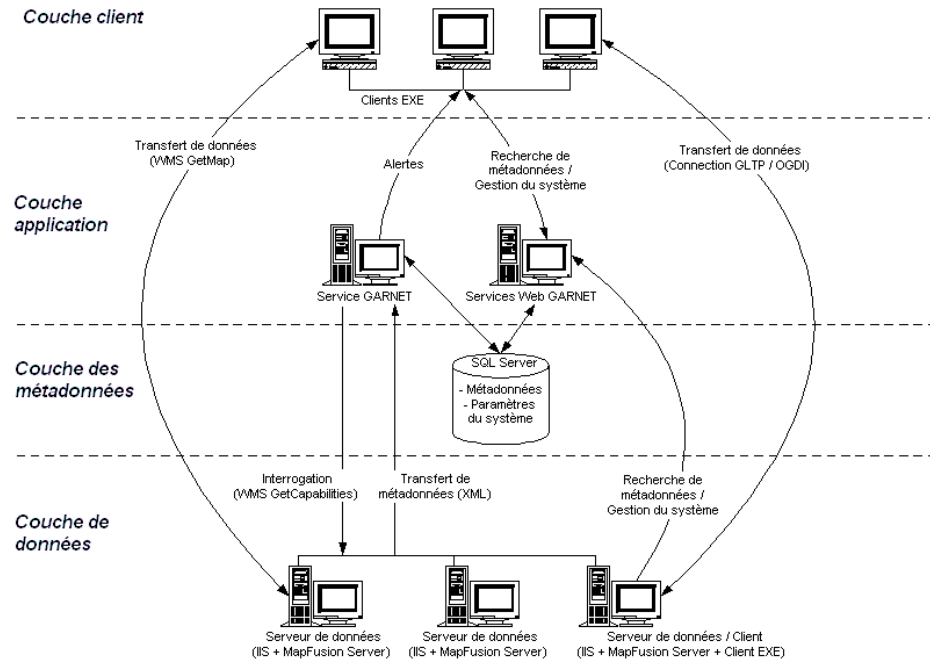 Couche client
Clients EXE
Transfert de données
(WMS GetMap)
Alertes
Recherche de
métadonnées /
Gestion du système
Transfert de données
(Connection GLTP / OGDI)
Couche
application
Service GARNET
Services Web GARNET
Couche des
métadonnées
SQL Server
- Métadonnées
- Paramètres
du système
Interrogation
(WMS GetCapabilities)
Transfert de
métadonnées (XML)
Recherche de
métadonnées /
Gestion du système
Couche de
données
Serveur de données
(IIS + MapFusion Server)
Serveur de données
(IIS + MapFusion Server)
Serveur de données / Client
(IIS + MapFusion Server + Client EXE)